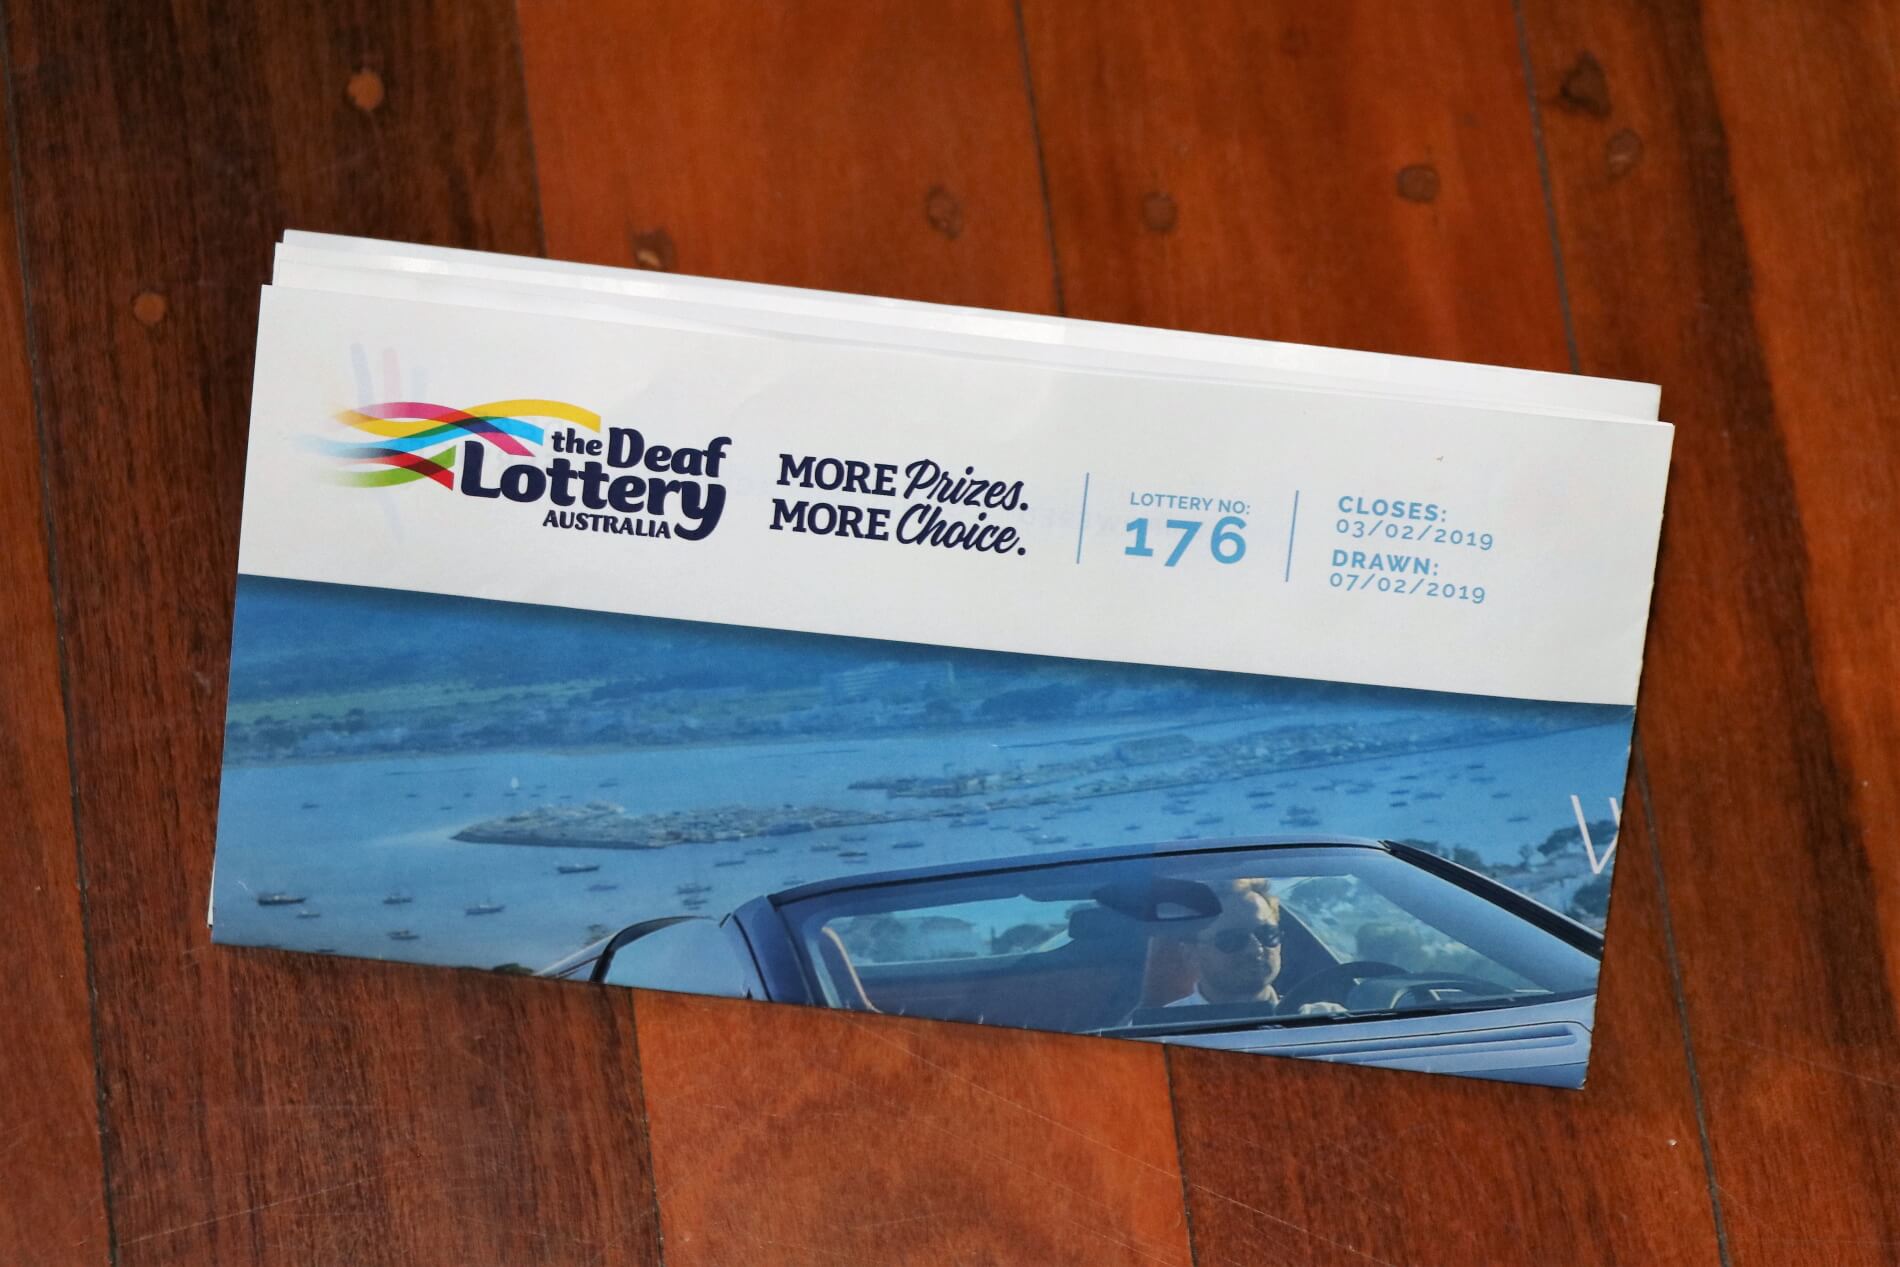 the Deaf
Lottery
AUSTRALIA
MORE Prizes.
MORE Choice.
LOTTERY NO:
176
CLOSES:
03/02/2019
DRAWN:
07/02/2019